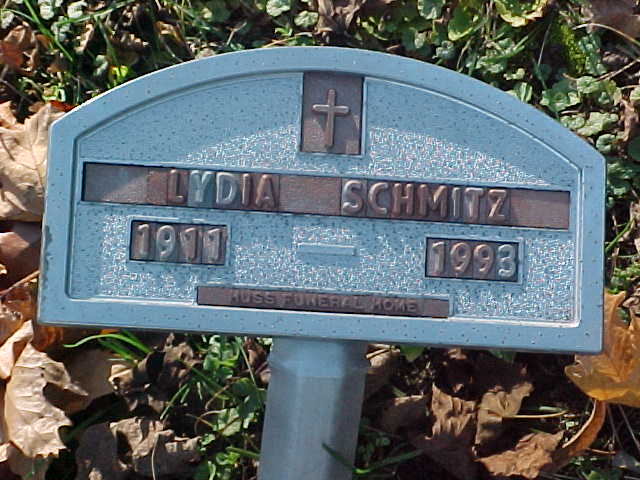 LYDIA SCHMITZ
1911 – 1993
HUSS FUNERAL HOME